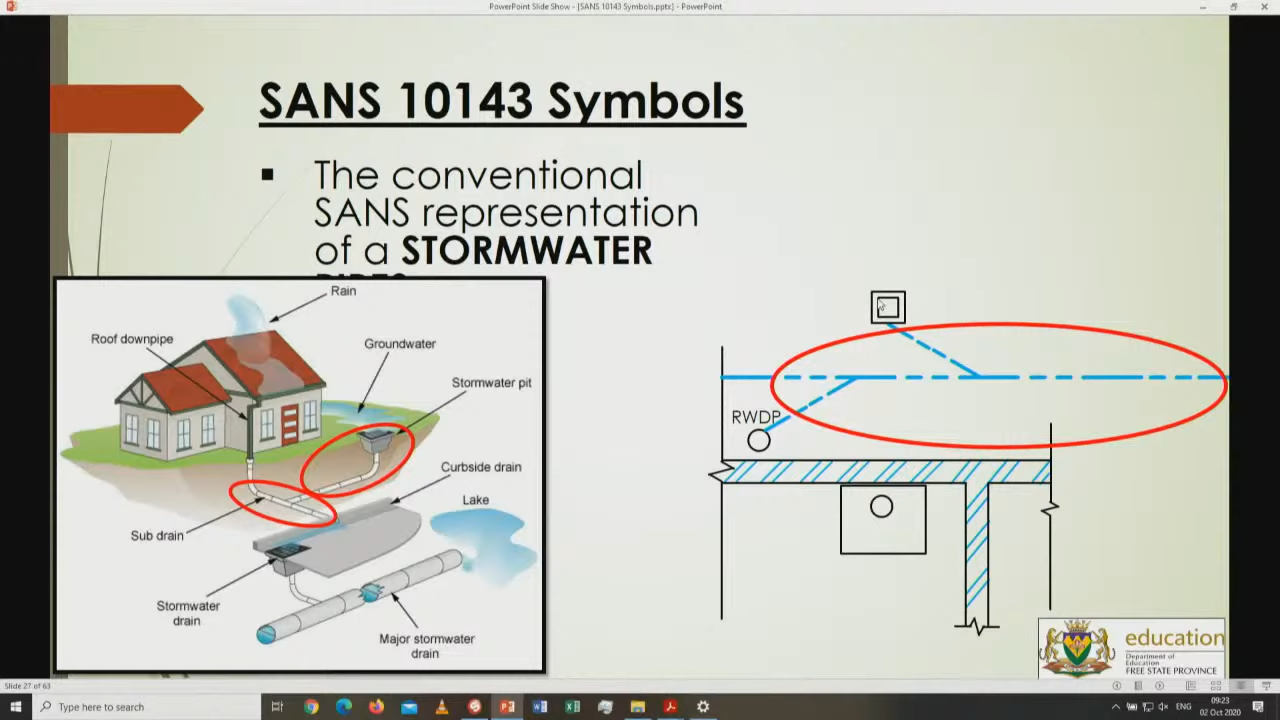 PowerPoint Slide Show - [SANS 10143 Symbols.pptx] - PowerPoint
SANS 10143 Symbols
The conventional
SANS representation
of a STORMWATER
Rain
Roof downpipe
Groundwater
Stormwater pit
Curbside drain
Lake
Sub drain
Stormwater
drain
Major stormwater
drain
RWDP
education
Department of
Education
FREE STATE PROVINCE
Slide 27 of 63
Type here to search
ENG
09:23
02 Oct 2020